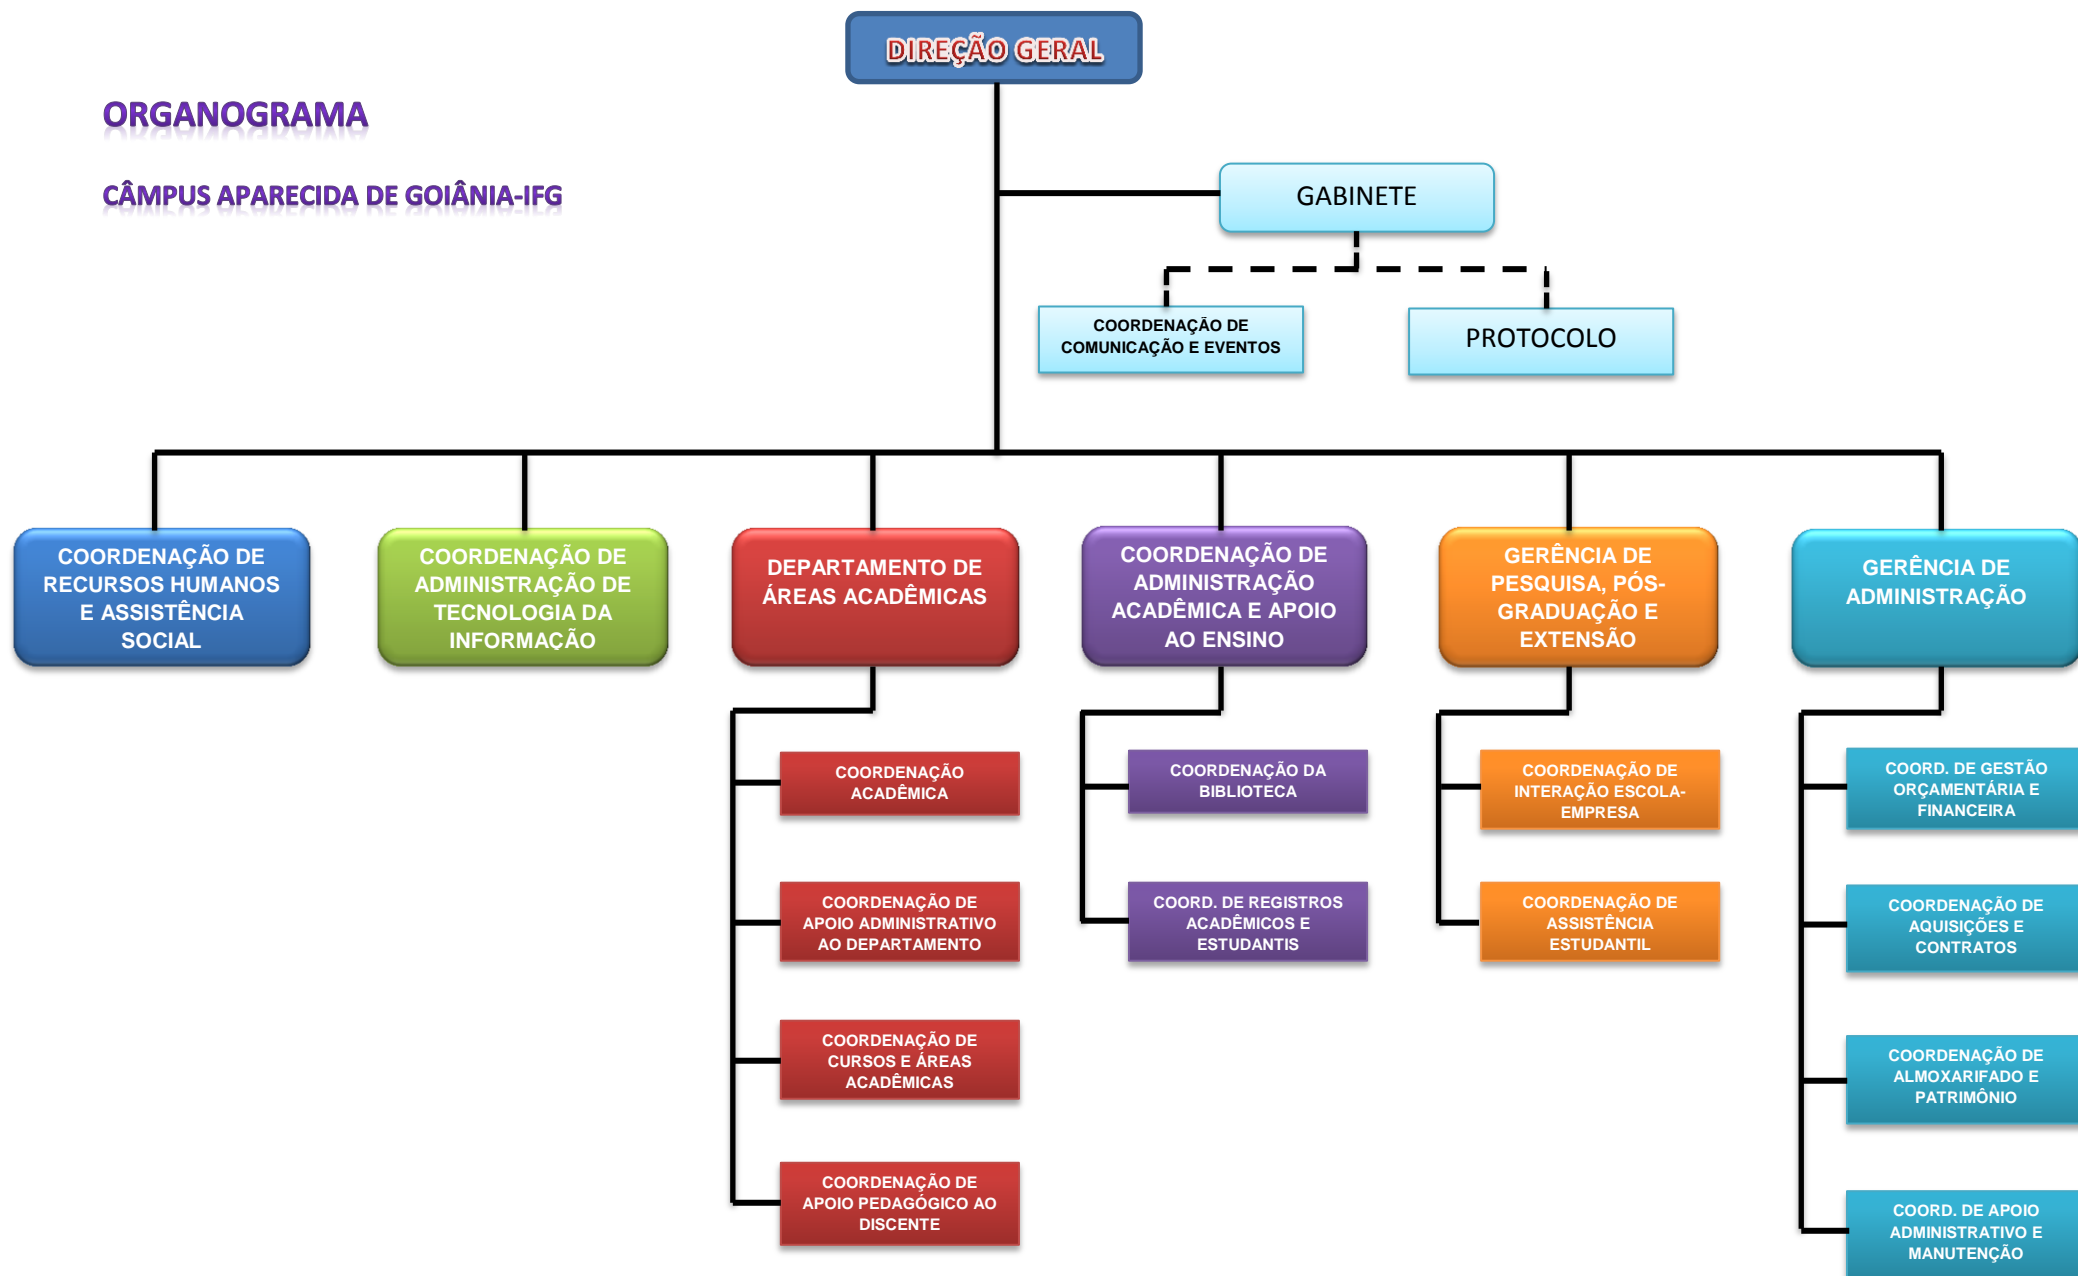 DIREÇÃO GERAL
ORGANOGRAMA
CÂMPUS APARECIDA DE GOIÂNIA-IFG
GABINETE
COORDENAÇÃO DE
COMUNICAÇÃO E EVENTOS
PROTOCOLO
COORDENAÇÃO DE
RECURSOS HUMANOS
E ASSISTÊNCIA
SOCIAL
COORDENAÇÃO DE
ADMINISTRAÇÃO DE
TECNOLOGIA DA
INFORMAÇÃO
DEPARTAMENTO DE
ÁREAS ACADÊMICAS
COORDENAÇÃO DE
ADMINISTRAÇÃO
ACADÊMICA E APOIO
AO ENSINO
GERÊNCIA DE
PESQUISA, PÓS-
GRADUAÇÃO E
EXTENSÃO
GERÊNCIA DE
ADMINISTRAÇÃO
COORDENAÇÃO
ACADÊMICA
COORDENAÇÃO DE
APOIO ADMINISTRATIVO
AO DEPARTAMENTO
COORDENAÇÃO DE
CURSOS E ÁREAS
ACADÊMICAS
COORDENAÇÃO DE
APOIO PEDAGÓGICO AO
DISCENTE
COORDENAÇÃO DA
BIBLIOTECA
COORD. DE REGISTROS
ACADÊMICOS E
ESTUDANTIS
COORDENAÇÃO DE
INTERAÇÃO ESCOLA-
EMPRESA
COORDENAÇÃO DE
ASSISTÊNCIA
ESTUDANTIL
COORD. DE GESTÃO
ORÇAMENTÁRIA E
FINANCEIRA
COORDENAÇÃO DE
AQUISIÇÕES E
CONTRATOS
COORDENAÇÃO DE
ALMOXARIFADO E
PATRIMÔNIO
COORD. DE APOIO
ADMINISTRATIVO E
MANUTENÇÃO